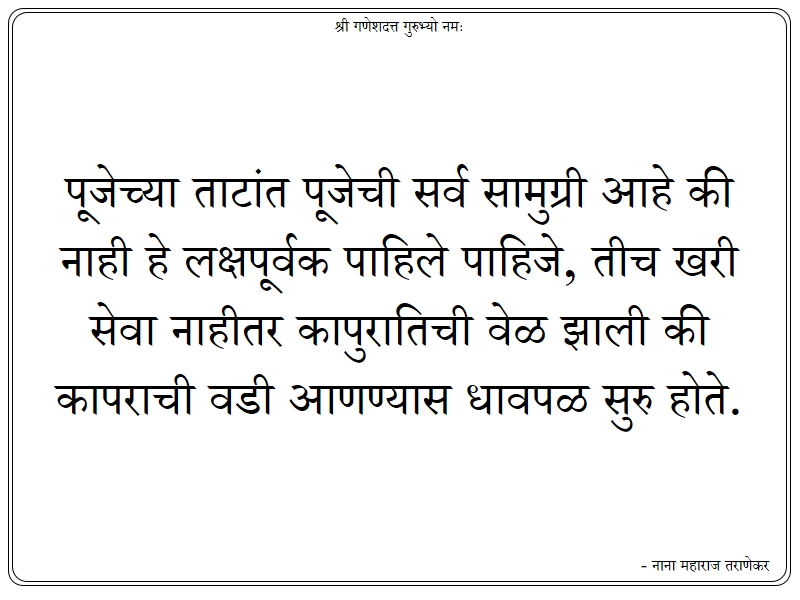 श्री गणेशदत्त गुरुभ्यो नमः
पूजेच्या ताटांत पूजेची सर्व सामुग्री आहे की
नाही हे लक्षपूर्वक पाहिले पाहिजे, तीच खरी
सेवा नाहीतर कापुरातिची वेळ झाली की
कापराची वडी आणण्यास धावपळ सुरु होते.
- नाना महाराज तराणेकर